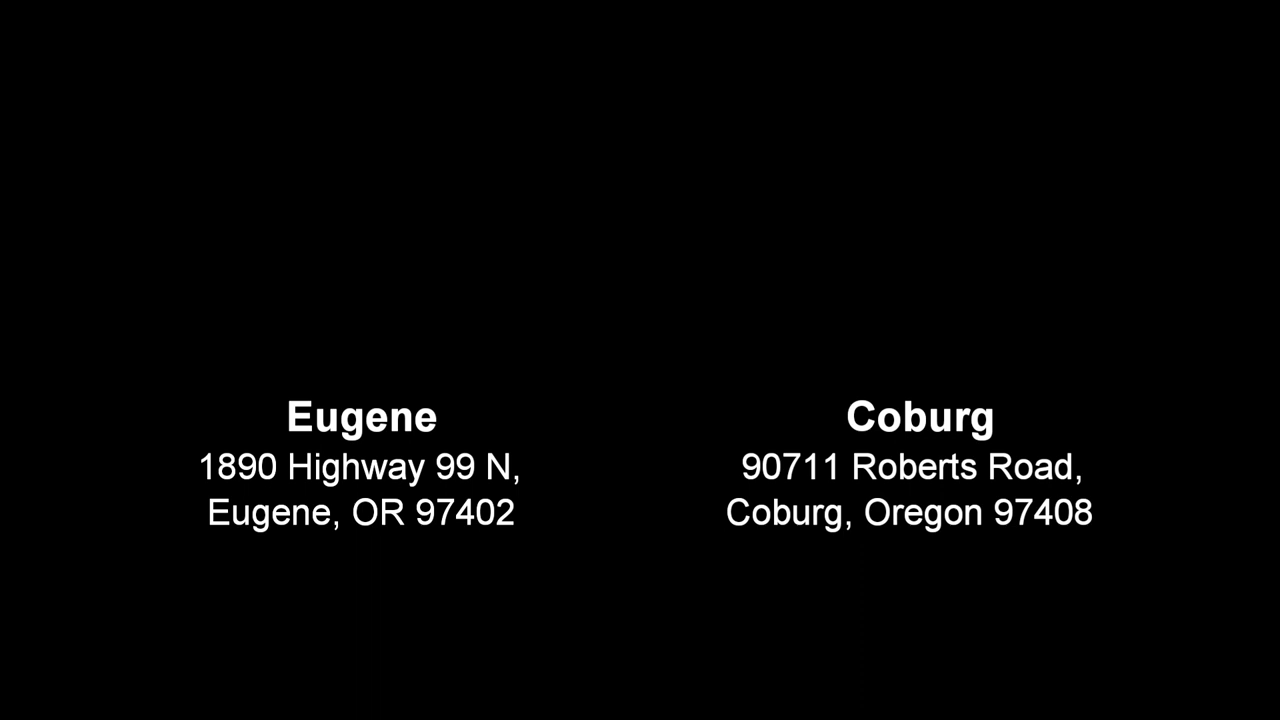 Eugene
1890 Highway 99 N,
Eugene, OR 97402
Coburg
90711 Roberts Road,
Coburg, Oregon 97408